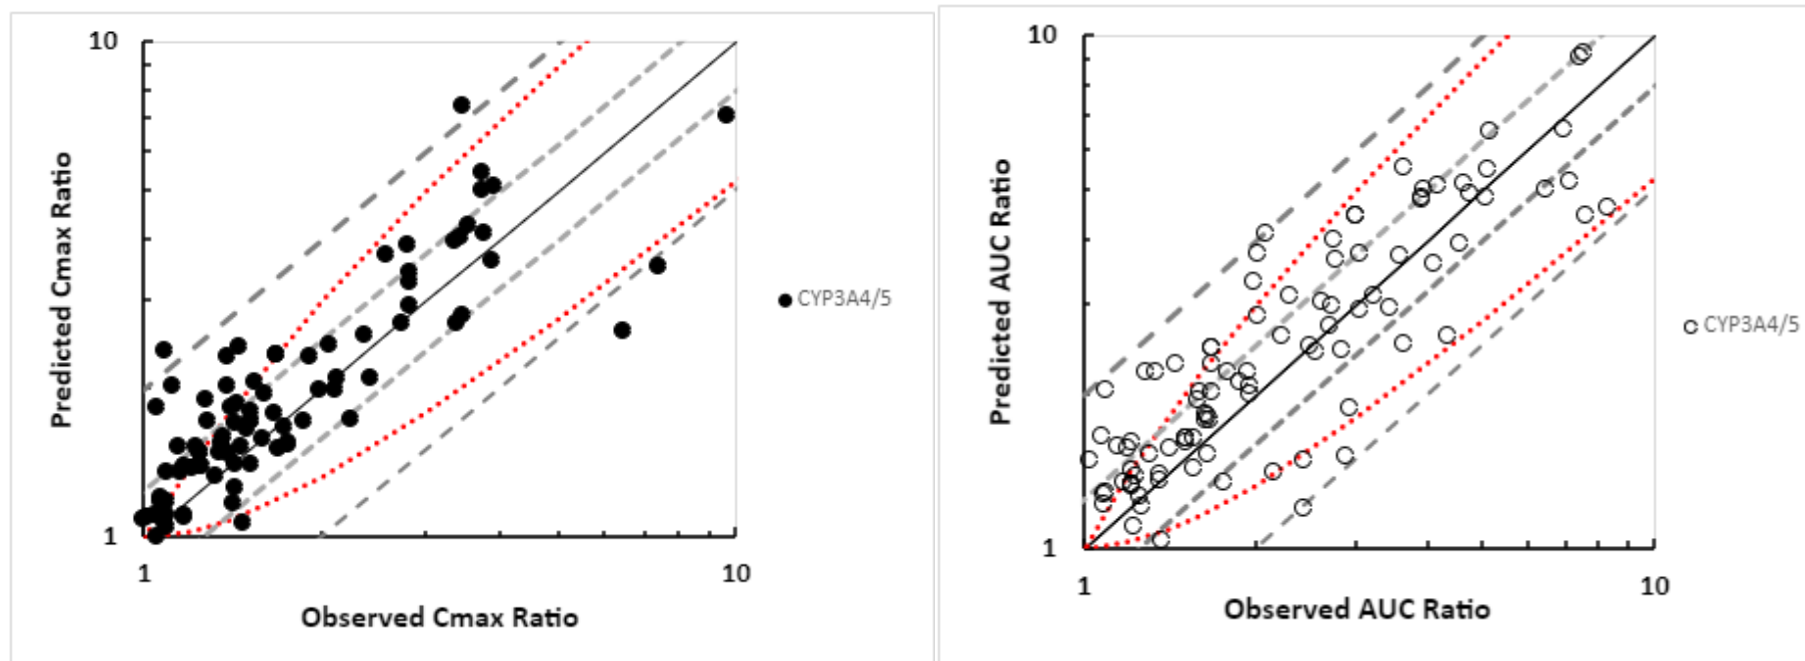 10
Predicted Cmax Ratio
1
1
10
Observed Cmax Ratio
CYP3A4/5
10
Predicted AUC Ratio
1
1
10
Observed AUC Ratio
CYP3A4/5